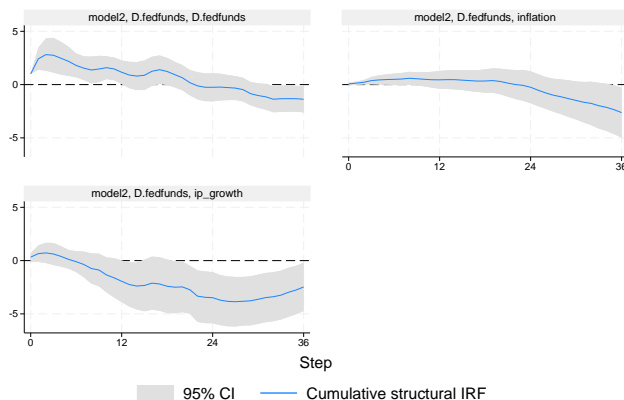 model2, D.fedfunds, D.fedfunds
model2, D.fedfunds, inflation
5
0
-5
0
12
24
36
model2, D.fedfunds, ip_growth
5
0
-5
0
12
24
36
Step
95% CI
Cumulative structural IRF